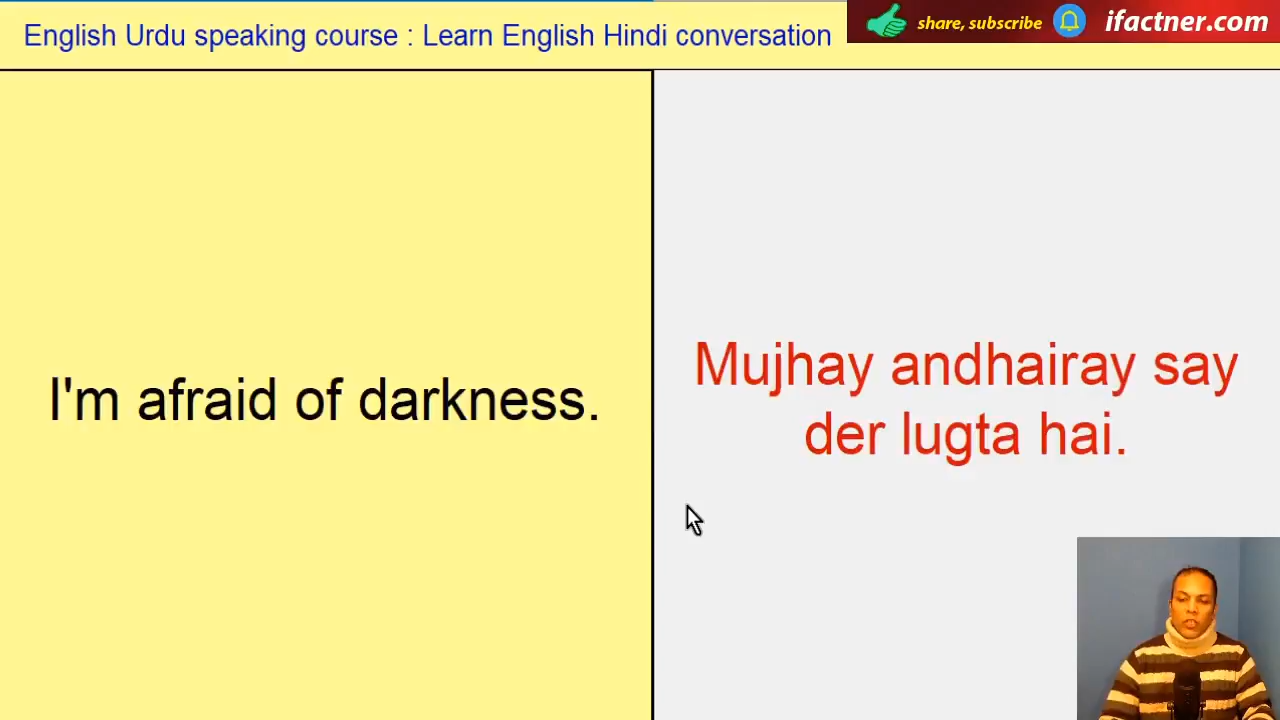 English Urdu speaking course : Learn English Hindi conversation
share, subscribe
ifactner.com
I'm afraid of darkness.
Mujhay andhairay say
der lugta hai.